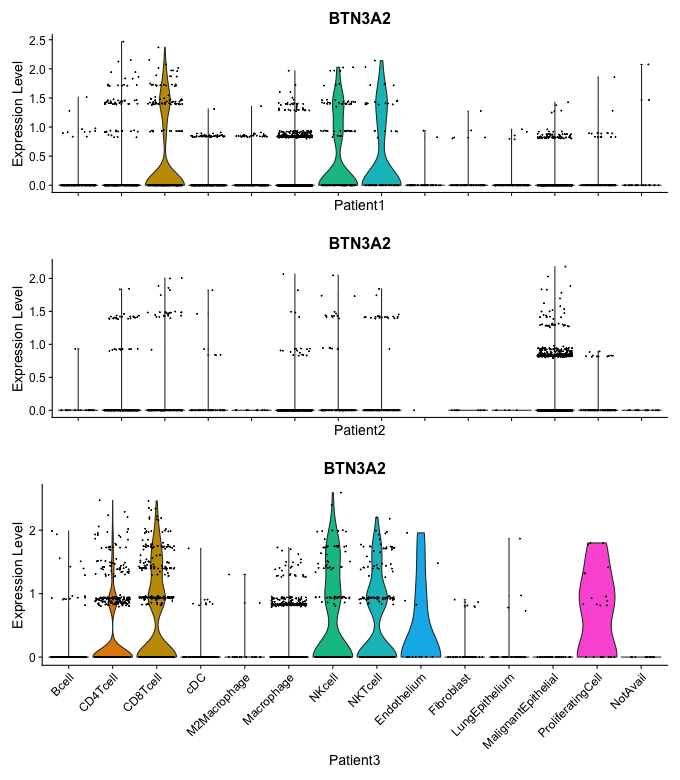 BTN3A2
Expression Level
2.5
2.0
1.5
1.0
0.5
0.0
Patient1
BTN3A2
Expression Level
2.0
1.5
1.0
0.5
0.0
Patient2
BTN3A2
Expression Level
2
1
0
Bcell
CD4Tcell
CD8Tcell
cDC
M2Macrophage
Macrophage
NKcell
NKTcell
Endothelium
Fibroblast
LungEpithelium
MalignantEpithelial
ProliferatingCell
NotAvail
Patient3